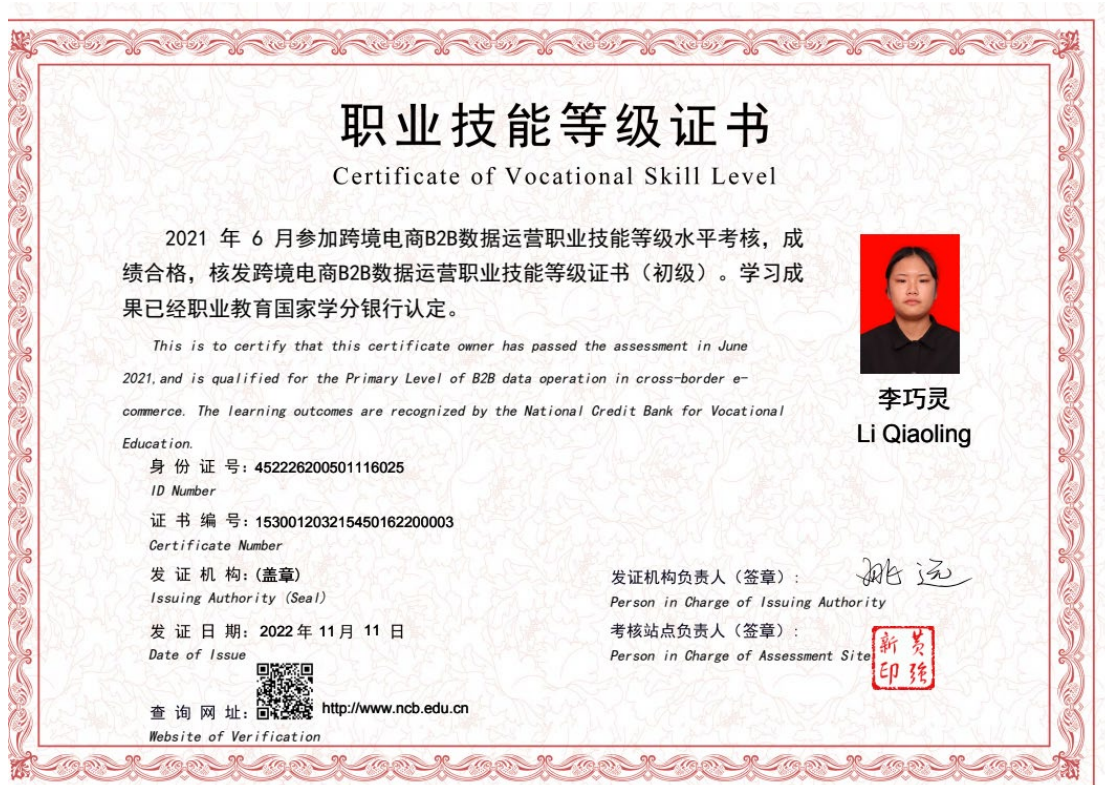 职业技能等级证书
Certificate of Vocational Skill Level
2021 年 6 月参加跨境电商B2B数据运营职业技能等级水平考核，成
绩合格，核发跨境电商B2B数据运营职业技能等级证书（初级）。学习成
果已经职业教育国家学分银行认定。
This is to certify that this certificate owner has passed the assessment in June
2021,and is qualified for the Primary Level of B2B data operation in cross-border e-
commerce. The learning outcomes are recognized by the National Credit Bank for Vocational
Education.
李巧灵
Li Qiaoling
身 份 证 号：452226200501116025
ID Number
证 书 编 号：153001203215450162200003
Certificate Number
发 证 机 构：(盖章)
Issuing Authority (Seal)
发 证 日 期：2022 年 11 月 11 日
Date of Issue
查 询 网 址：http://www.ncb.edu.cn
Website of Verification
发证机构负责人（签章）：姚远
Person in Charge of Issuing Authority
考核站点负责人（签章）：
Person in Charge of Assessment Site
黄强
新印